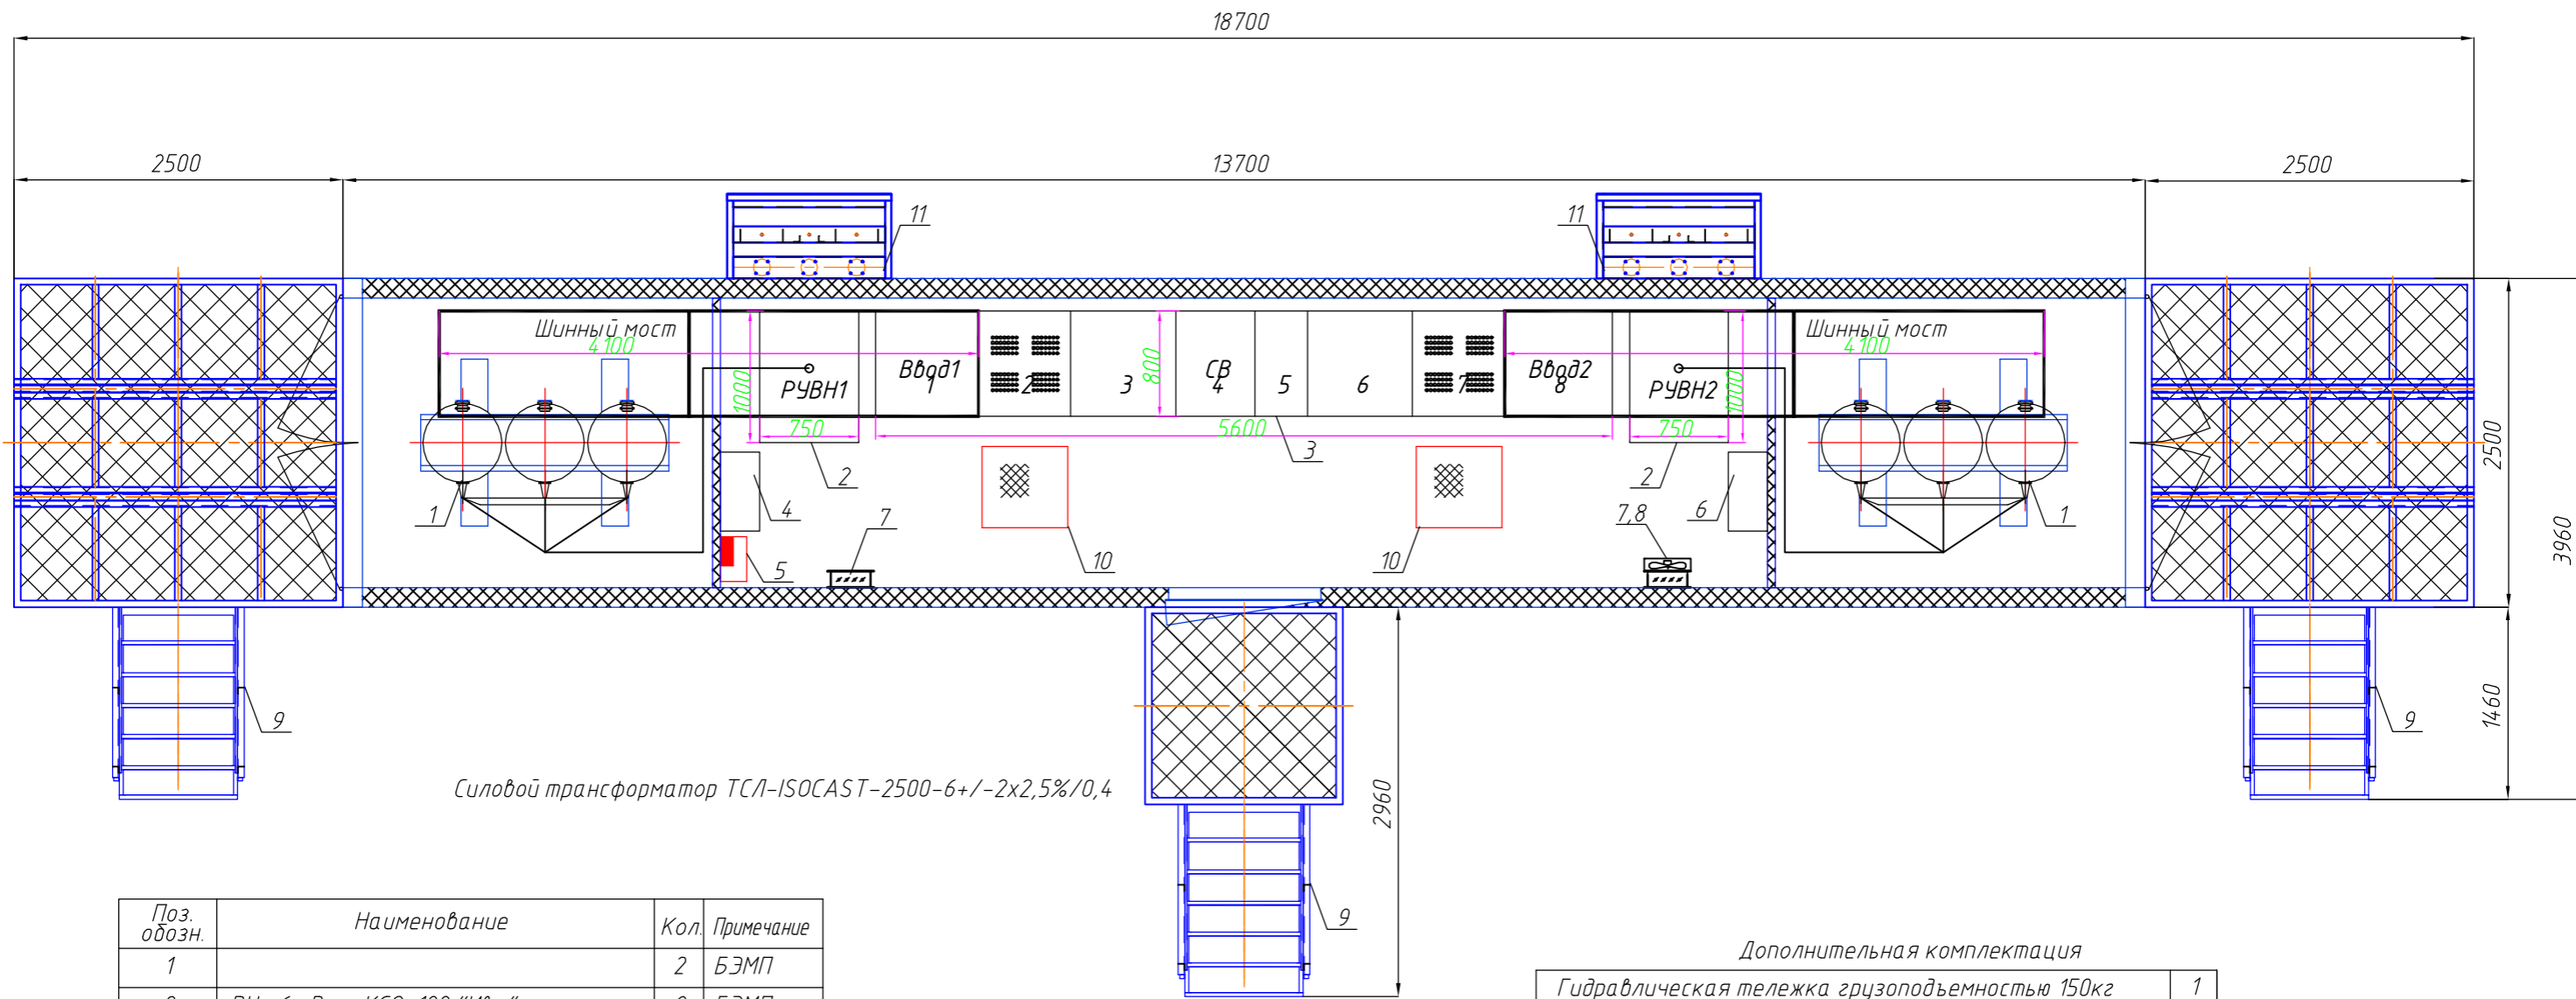 18700
2500 13700 2500
11 11
Шинный мост Шинный мост
4100 4100
1000 РУВН1 Ввод1 1 2 3 800 СВ 4 5 6 7 Ввод2 8 РУВН2 1000
750 5600 750
2 3 2
1 4 7 10 10 7,8 6 1
5
2500
3960
1460
9 9
2960
9
Силовой трансформатор ТСЛ-ISOCAST-2500-6+/-2x2,5%/0,4
Поз. обозн. Наименование Кол. Примечание
1 2 БЭМП
БЭМП
Дополнительная комплектация
Гидравлическая тележка грузоподъемностью 150кг 1